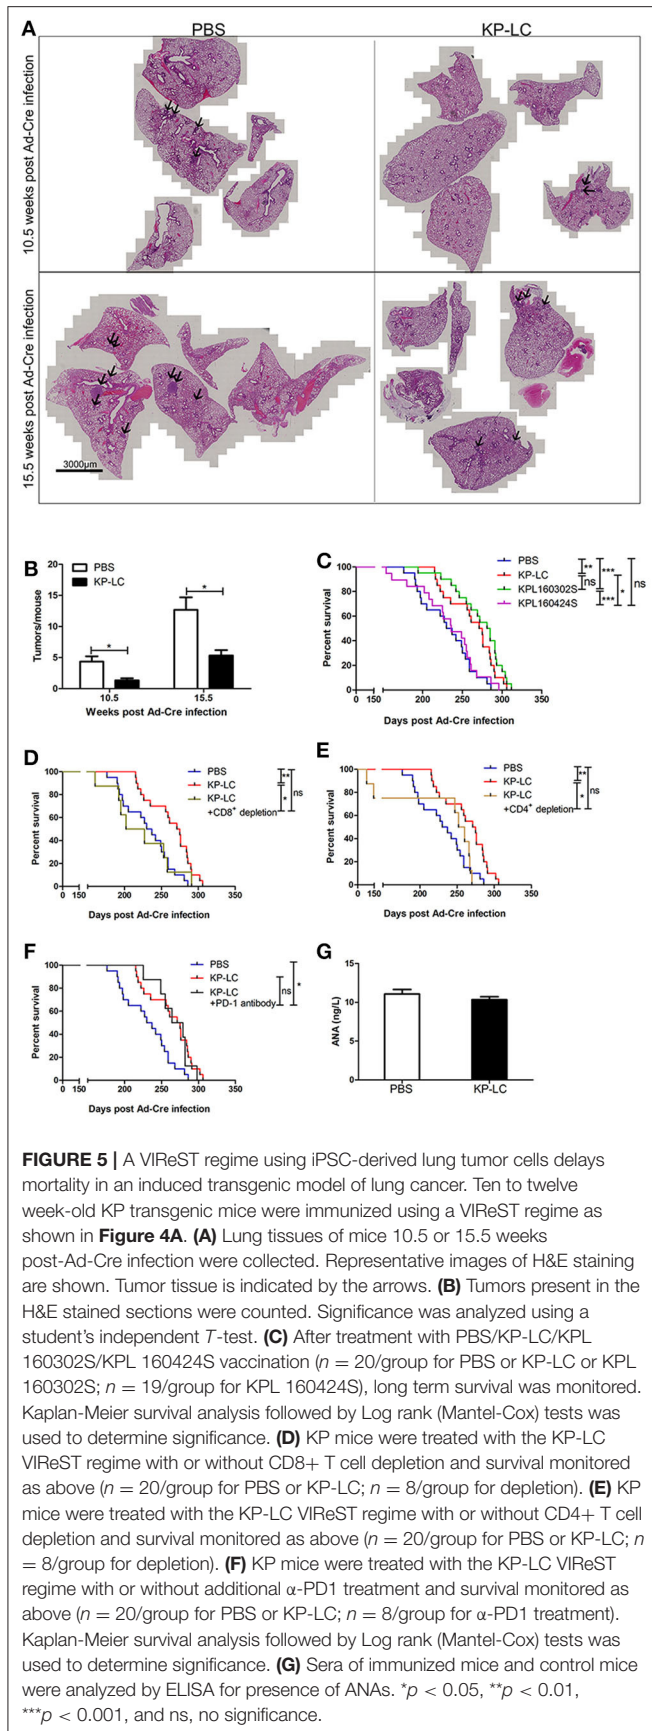 A
PBS
KP-LC
10.5 weeks post Ad-Cre infection
15.5 weeks post Ad-Cre infection
3000µm
B
Tumors/mouse
20
15
10
5
0
PBS
KP-LC
*
*
10.5
15.5
Weeks post Ad-Cre infection
C
Percent survival
100
80
60
40
20
0
PBS
KP-LC
KPL160302S
KPL160424S
**
ns
***
***
*
ns
0
150
200
250
300
350
Days post Ad-Cre infection
D
Percent survival
100
80
60
40
20
0
PBS
KP-LC
KP-LC
+CD8+ depletion
**
*
ns
0
150
200
250
300
350
Days post Ad-Cre infection
E
Percent survival
100
80
60
40
20
0
PBS
KP-LC
KP-LC
+CD4+ depletion
**
*
ns
0
150
200
250
300
350
Days post Ad-Cre infection
F
Percent survival
100
80
60
40
20
0
PBS
KP-LC
KP-LC
+PD-1 antibody
ns
*
0
150
200
250
300
350
Days post Ad-Cre infection
G
ANA (ng/L)
15
10
5
0
PBS
KP-LC
FIGURE 5 | A VIReST regime using iPSC-derived lung tumor cells delays
mortality in an induced transgenic model of lung cancer. Ten to twelve
week-old KP transgenic mice were immunized using a VIReST regime as
shown in Figure 4A. (A) Lung tissues of mice 10.5 or 15.5 weeks
post-Ad-Cre infection were collected. Representative images of H&E staining
are shown. Tumor tissue is indicated by the arrows. (B) Tumors present in the
H&E stained sections were counted. Significance was analyzed using a
student's independent T-test. (C) After treatment with PBS/KP-LC/KPL
160302S/KPL 160424S vaccination (n = 20/group for PBS or KP-LC or KPL
160302S; n = 19/group for KPL 160424S), long term survival was monitored.
Kaplan-Meier survival analysis followed by Log rank (Mantel-Cox) tests was
used to determine significance. (D) KP mice were treated with the KP-LC
VIReST regime with or without CD8+ T cell depletion and survival monitored
as above (n = 20/group for PBS or KP-LC; n = 8/group for depletion). (E) KP
mice were treated with the KP-LC VIReST regime with or without CD4+ T cell
depletion and survival monitored as above (n = 20/group for PBS or KP-LC; n
= 8/group for depletion). (F) KP mice were treated with the KP-LC VIReST
regime with or without additional α-PD1 treatment and survival monitored as
above (n = 20/group for PBS or KP-LC; n = 8/group for α-PD1 treatment).
Kaplan-Meier survival analysis followed by Log rank (Mantel-Cox) tests was
used to determine significance. (G) Sera of immunized mice and control mice
were analyzed by ELISA for presence of ANAs. *p < 0.05, **p < 0.01,
***p < 0.001, and ns, no significance.